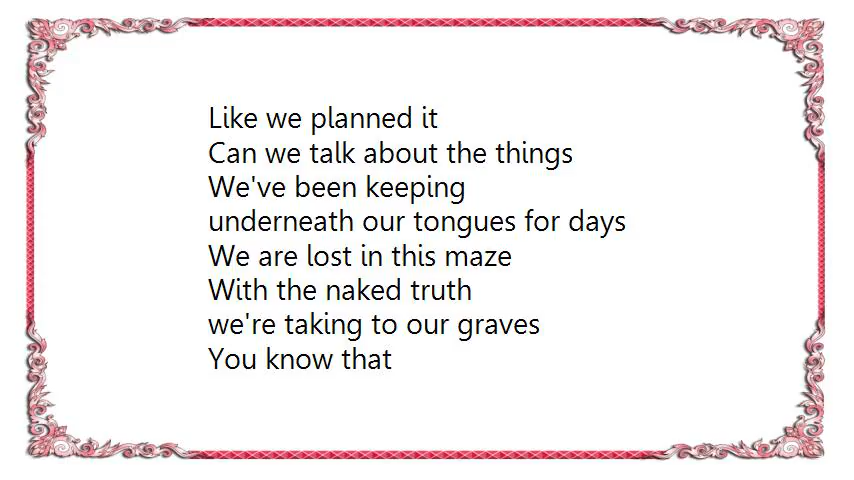 Like we planned it
Can we talk about the things
We've been keeping
underneath our tongues for days
We are lost in this maze
With the naked truth
we're taking to our graves
You know that